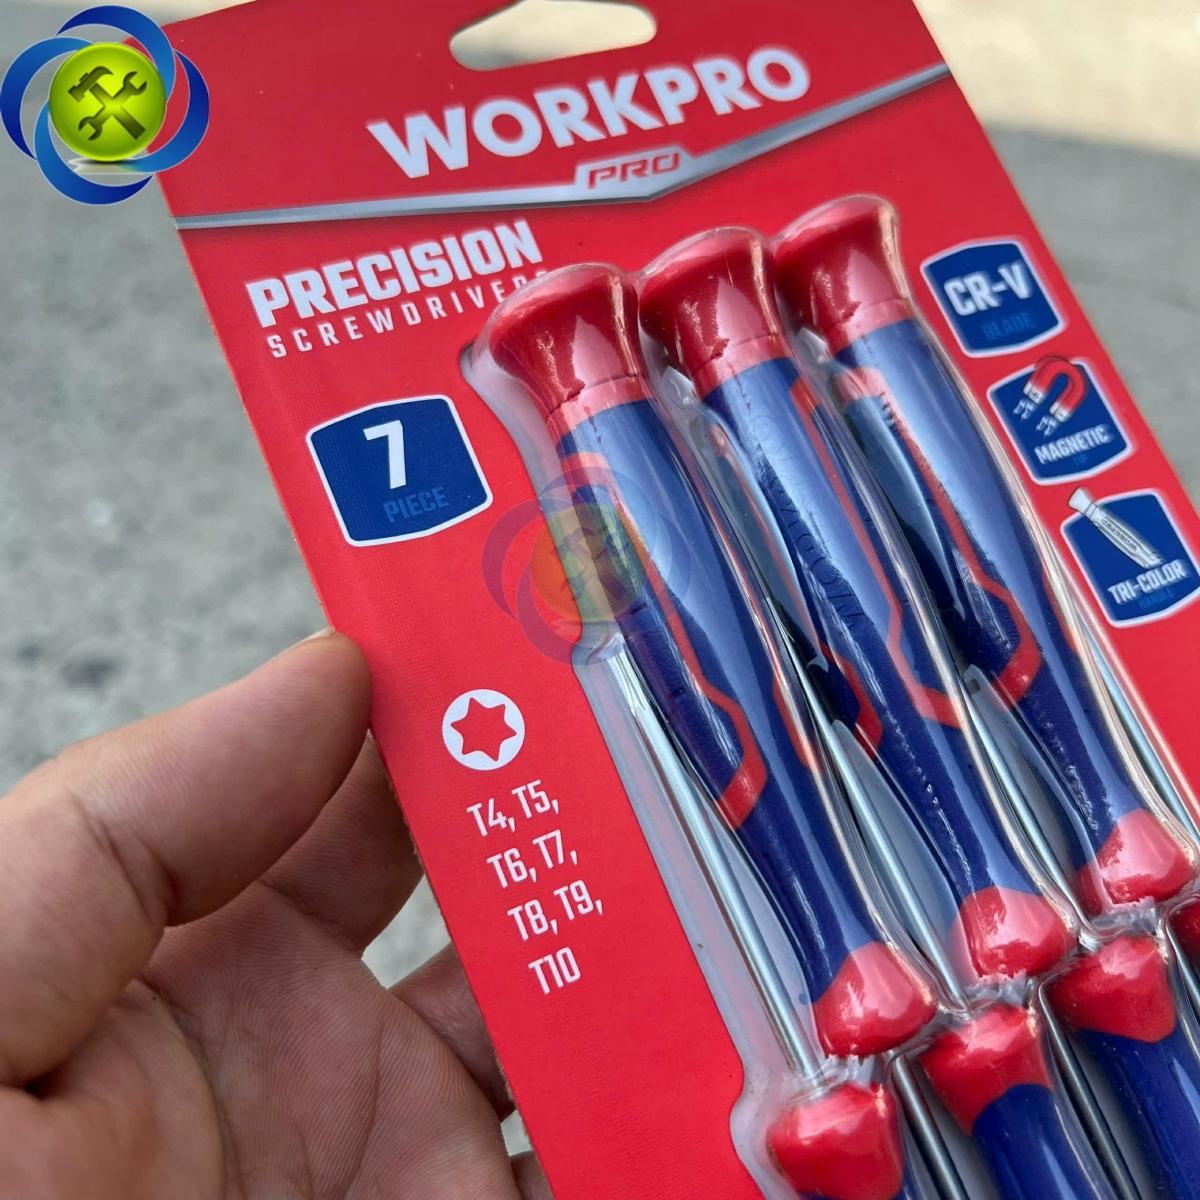 WORKPRO
PRO
PRECISION
SCREWDRIVERS
7
PIECE
CR-V
BLADE
MAGNETIC
TRI-COLOR
HANDLE
T4, T5,
T6, T7,
T8, T9,
T10
WORKPRO